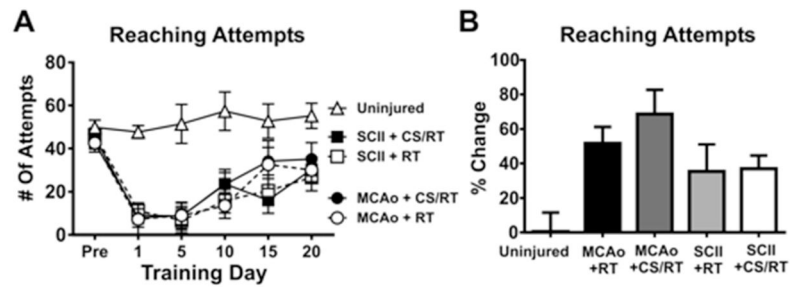 A
Reaching Attempts
# Of Attempts
80
60
40
20
0
Pre 1 5 10 15 20
Training Day
Uninjured
SCII + CS/RT
SCII + RT
MCAo + CS/RT
MCAo + RT
B
Reaching Attempts
% Change
100
80
60
40
20
0
Uninjured MCAo MCAo SCII SCII
+RT +CS/RT +RT +CS/RT